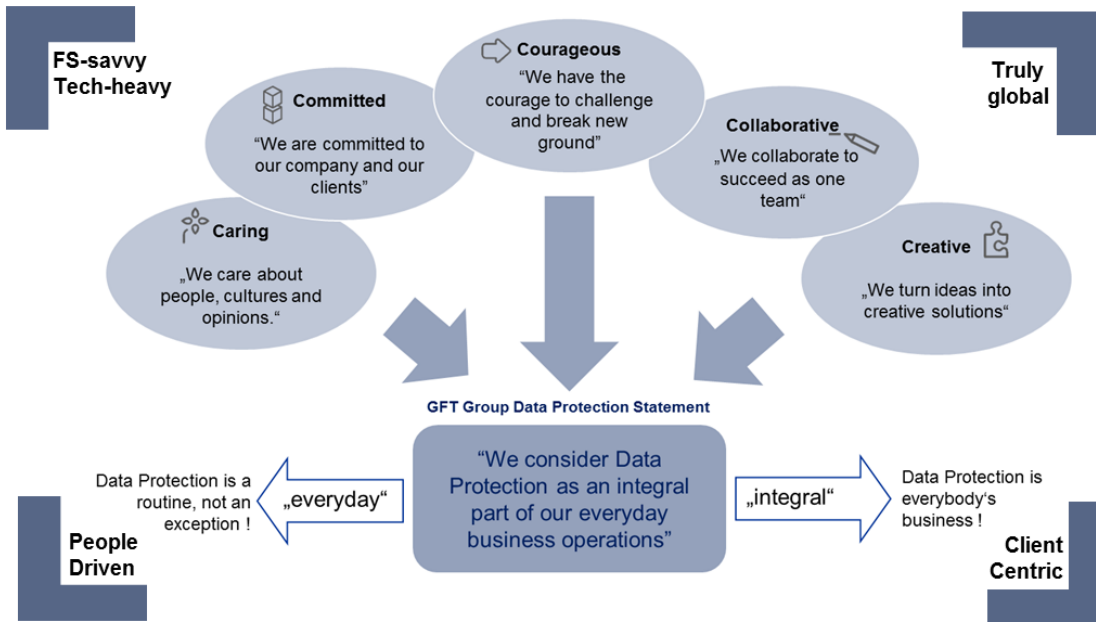 FS-savvy
Tech-heavy
Truly
global
Courageous
“We have the
courage to challenge
and break new
ground”
Committed
“We are committed to
our company and our
clients”
Collaborative
„We collaborate to
succeed as one
team“
Caring
„We care about
people, cultures and
opinions.“
Creative
„We turn ideas into
creative solutions“
GFT Group Data Protection Statement
“We consider Data
Protection as an integral
part of our everyday
business operations”
„everyday“
Data Protection is a
routine, not an
exception !
„integral“
Data Protection is
everybody‘s
business !
People
Driven
Client
Centric